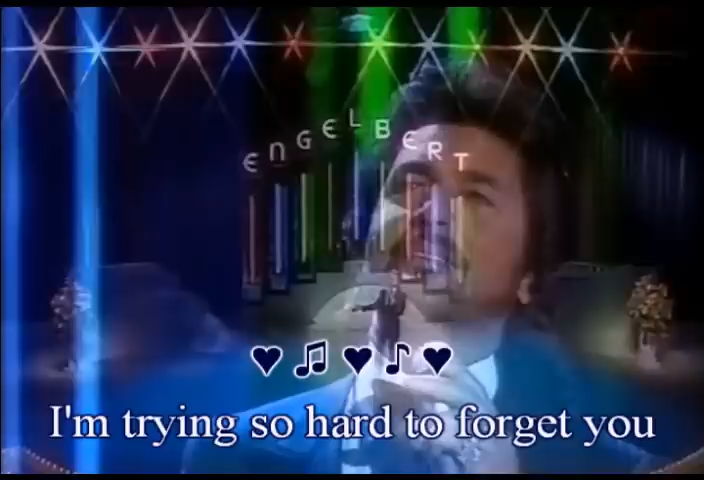 ENGELBERT
♥ ♫ ♥ ♪ ♥
I'm trying so hard to forget you